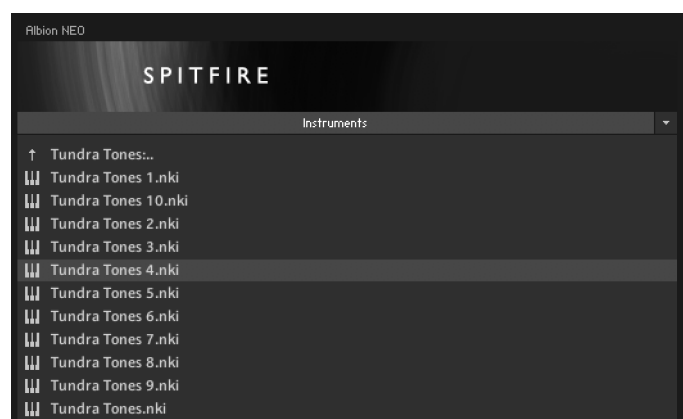 Albion NEO
SPITFIRE
Instruments
Tundra Tones:..
Tundra Tones 1.nki
Tundra Tones 10.nki
Tundra Tones 2.nki
Tundra Tones 3.nki
Tundra Tones 4.nki
Tundra Tones 5.nki
Tundra Tones 6.nki
Tundra Tones 7.nki
Tundra Tones 8.nki
Tundra Tones 9.nki
Tundra Tones.nki